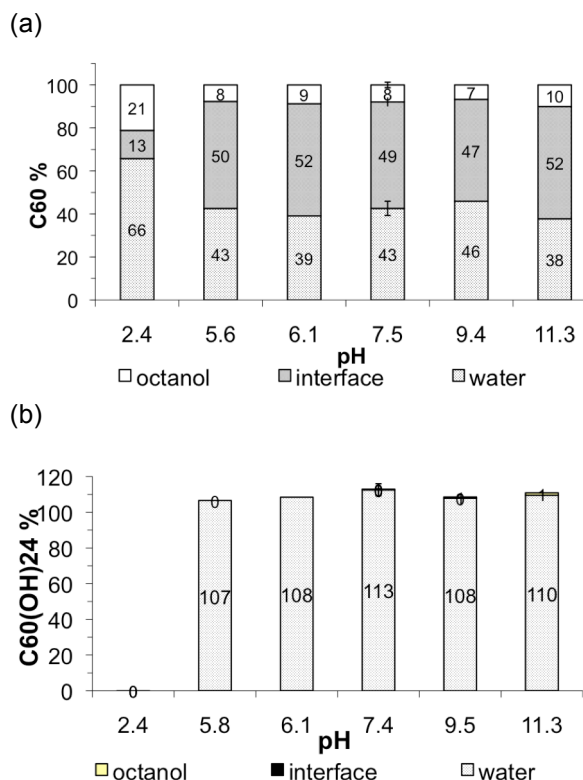 (a)
C60 %
100
80
60
40
20
0
21 8 9 8 7 10
13 50 52 49 47 52
66 43 39 43 46 38
2.4 5.6 6.1 7.5 9.4 11.3
pH
octanol interface water
(b)
C60(OH)24 %
120
100
80
60
40
20
0
0 0 1
0 107 108 113 108 110
2.4 5.8 6.1 7.4 9.5 11.3
pH
octanol interface water